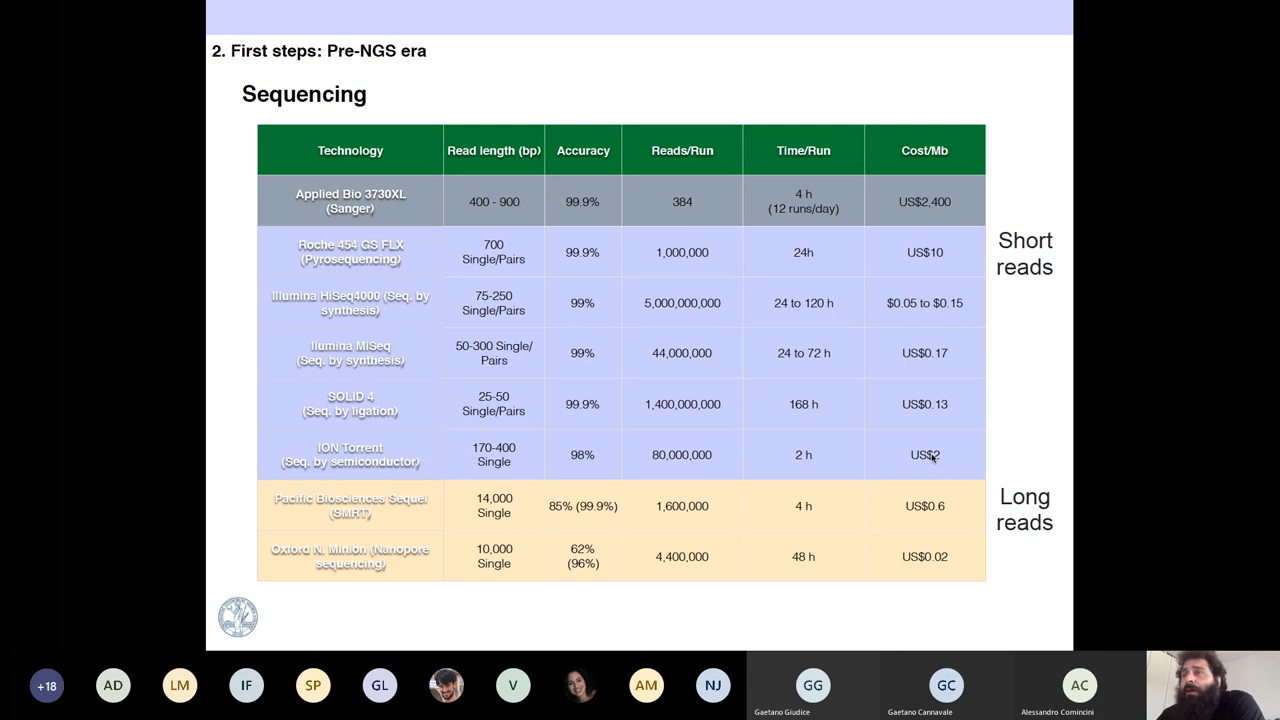 2. First steps: Pre-NGS era
Sequencing
Technology
Read length (bp)
Accuracy
Reads/Run
Time/Run
Cost/Mb
Applied Bio 3730XL
(Sanger)
400 - 900
99.9%
384
4 h
(12 runs/day)
US$2,400
Roche 454 GS FLX
(Pyrosequencing)
700
Single/Pairs
99.9%
1,000,000
24h
US$10
Illumina HiSeq4000 (Seq. by
synthesis)
75-250
Single/Pairs
99%
5,000,000,000
24 to 120 h
$0.05 to $0.15
Ilumina MiSeq
(Seq. by synthesis)
50-300 Single/
Pairs
99%
44,000,000
24 to 72 h
US$0.17
SOLID 4
(Seq. by ligation)
25-50
Single/Pairs
99.9%
1,400,000,000
168 h
US$0.13
ION Torrent
(Seq. by semiconductor)
170-400
Single
98%
80,000,000
2 h
US$2
Pacific Biosciences Sequel
(SMRT)
14,000
Single
85% (99.9%)
1,600,000
4 h
US$0.6
Oxford N. Minion (Nanopore
sequencing)
10,000
Single
62%
(96%)
4,400,000
48 h
US$0.02
Short
reads
Long
reads
+18
AD
LM
IF
SP
GL
V
AM
NJ
GG
Gaetano Giudice
GC
Gaetano Cannavale
AC
Alessandro Comincini